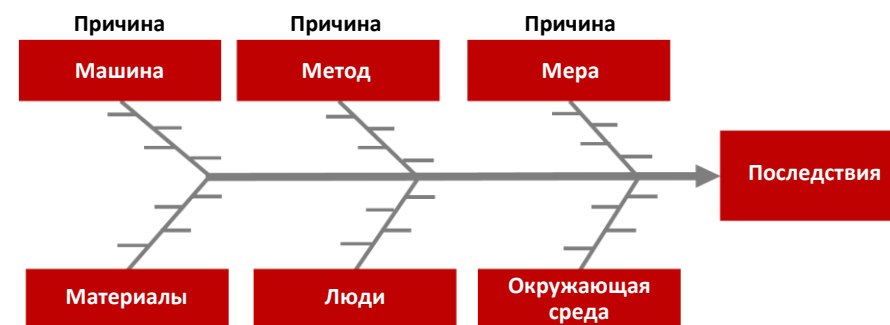 Причина
Причина
Причина
Машина
Метод
Мера
Последствия
Материалы
Люди
Окружающая
среда